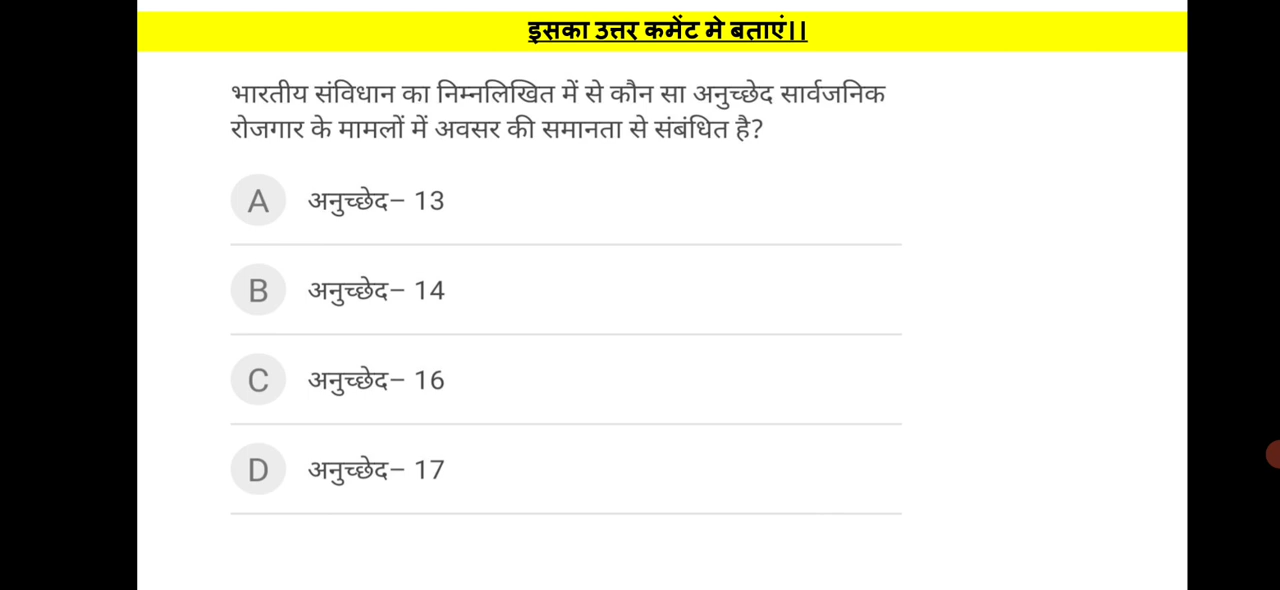 इसका उत्तर कमेंट मे बताएं||
भारतीय संविधान का निम्नलिखित में से कौन सा अनुच्छेद सार्वजनिक
रोजगार के मामलों में अवसर की समानता से संबंधित है?
A अनुच्छेद– 13
B अनुच्छेद– 14
C अनुच्छेद– 16
D अनुच्छेद– 17